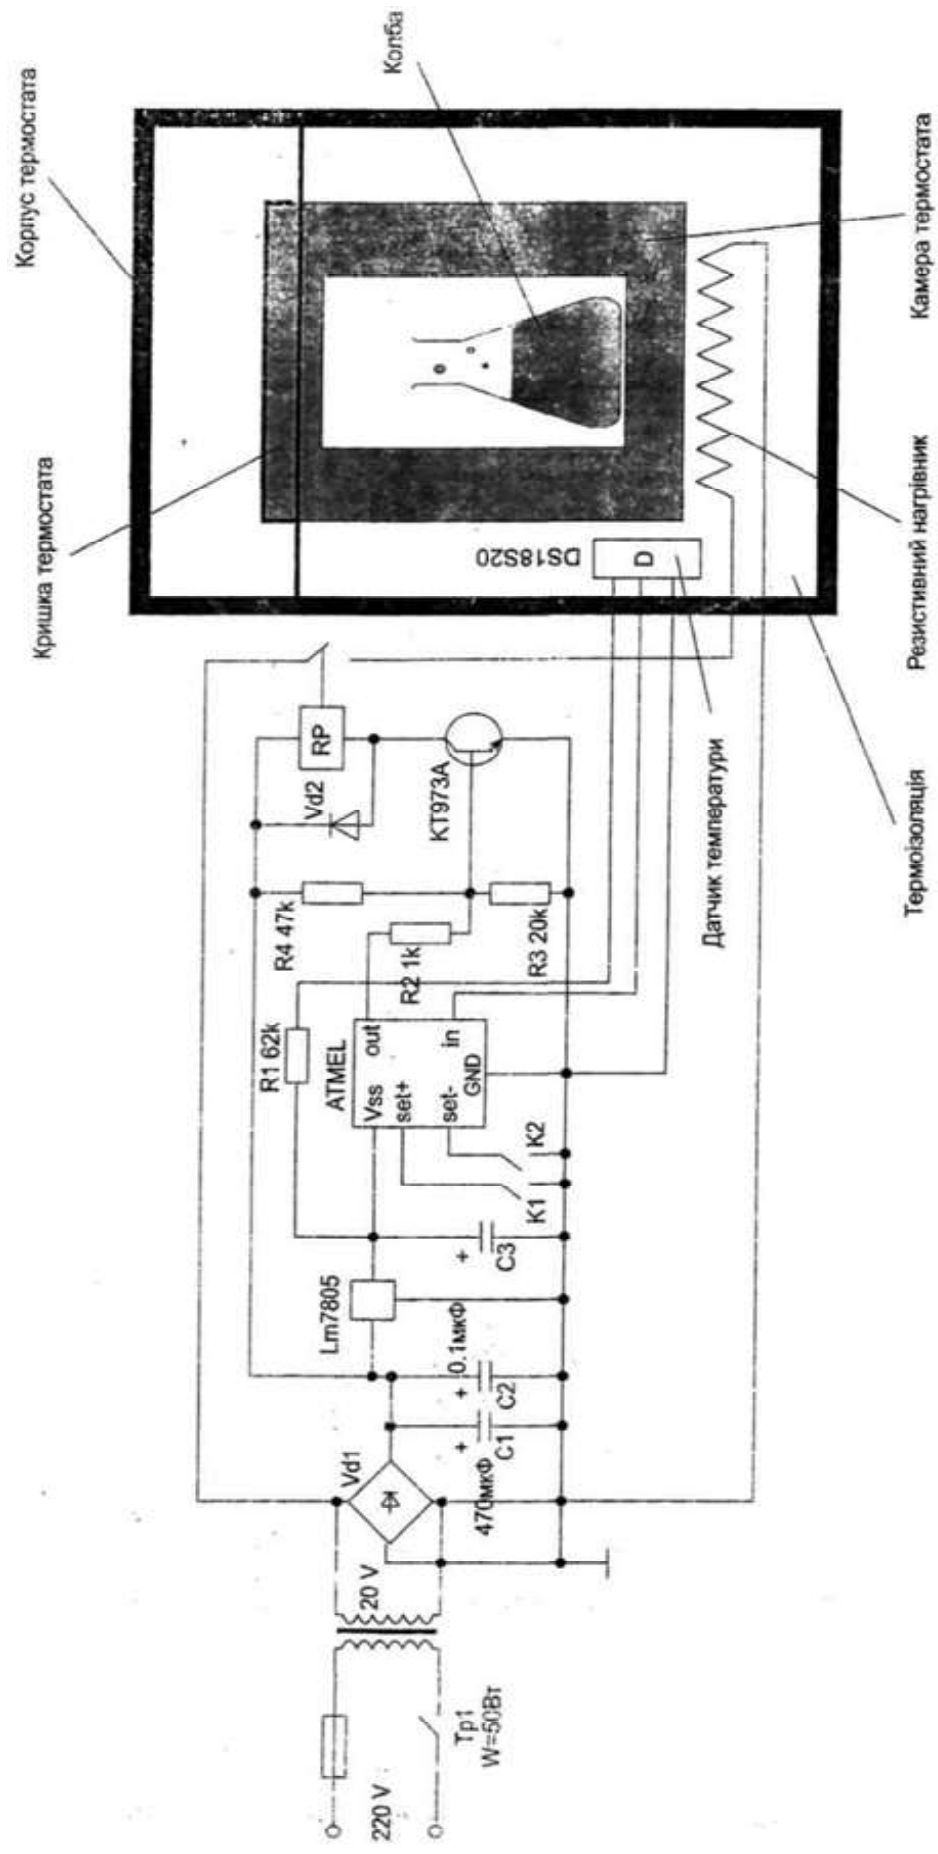 Корпус термостата
Колба
Кришка термостата
Камера термостата
Резистивний нагрівник
Термоізоляція
Датчик температури
DS18S20
D
RP
Vd2
KT973A
R4 47k
R2 1k
R3 20k
R1 62k
ATMEL
Vss
out
set+
set-
in
GND
K1
K2
Lm7805
+
C3
0.1мкФ
+
C2
+
C1
470мкФ
Vd1
20 V
220 V
Тр1
W=50Вт